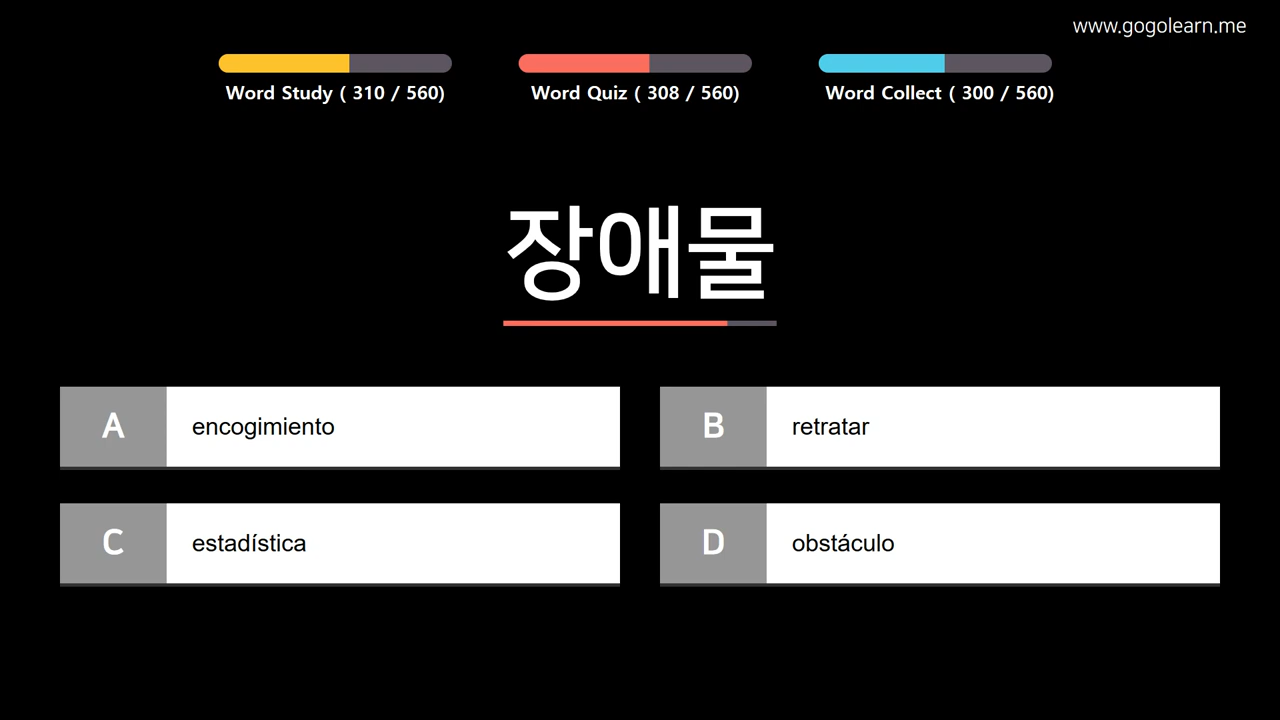 www.gogolearn.me
Word Study ( 310 / 560)
Word Quiz ( 308 / 560)
Word Collect ( 300 / 560)
장애물
A encogimiento
B retratar
C estadística
D obstáculo